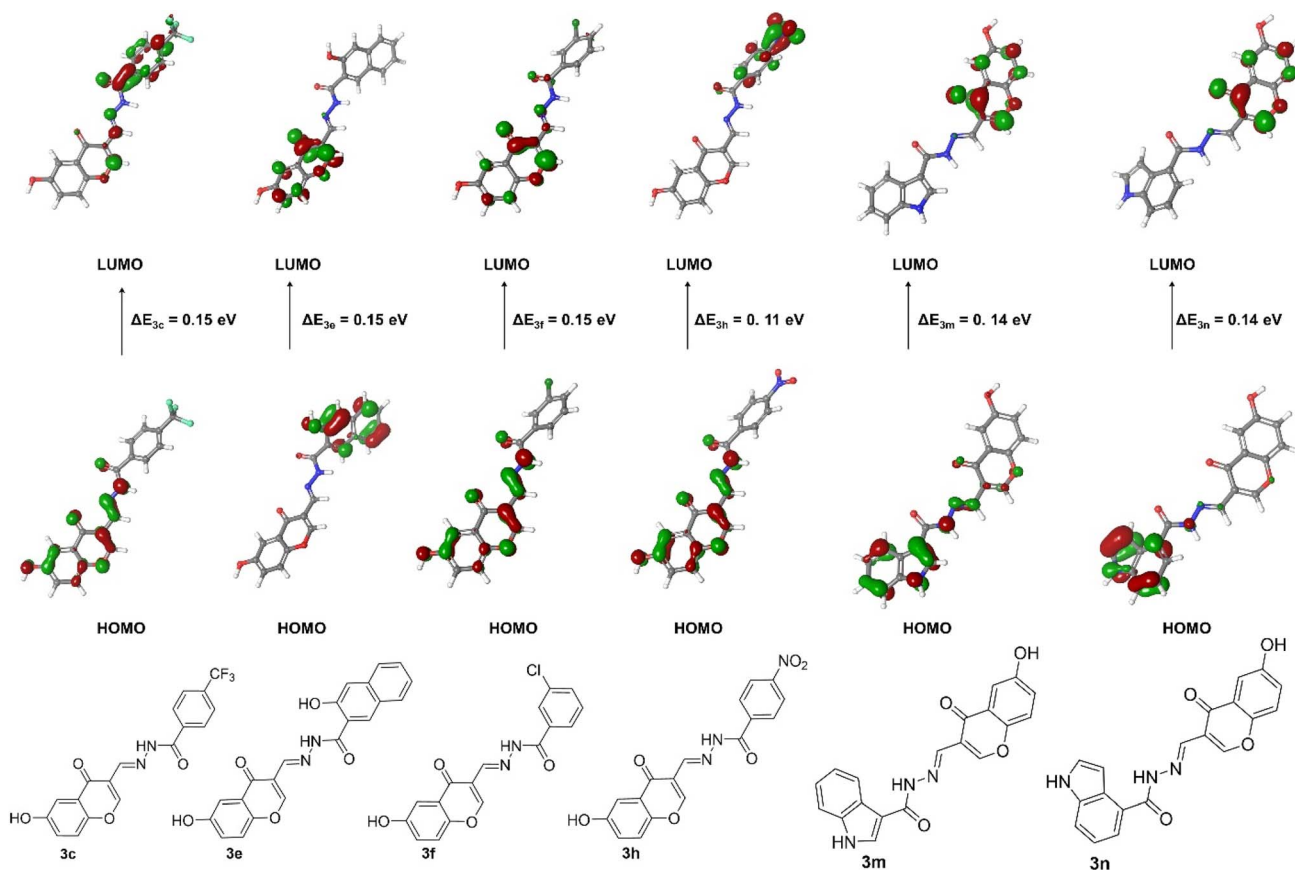 LUMO LUMO LUMO LUMO LUMO LUMO
ΔE3c = 0.15 eV ΔE3e = 0.15 eV ΔE3f = 0.15 eV ΔE3h = 0. 11 eV ΔE3m = 0. 14 eV ΔE3n = 0.14 eV
HOMO HOMO HOMO HOMO HOMO HOMO
CF3
HN
N
O
O
O
HO
3c
HO
HN
N
O
O
O
HO
3e
Cl
HN
N
O
O
O
HO
3f
NO2
HN
N
O
O
O
HO
3h
OH
O
O
N
HN
O
HN
3m
OH
O
O
N
HN
HN
O
3n